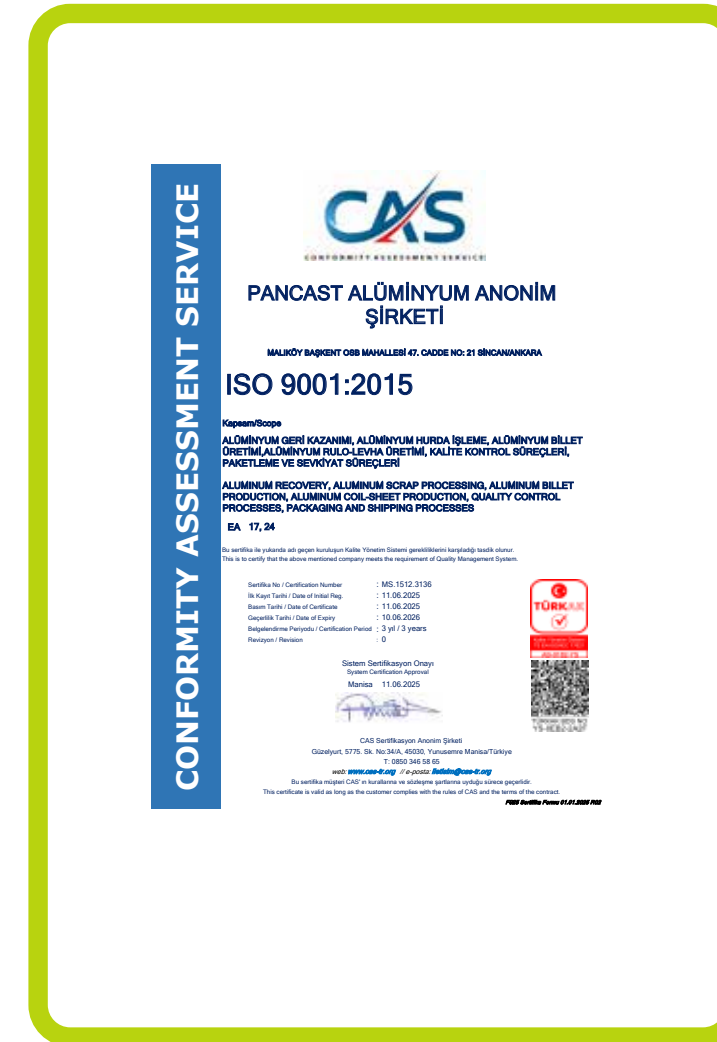 CONFORMITY ASSESSMENT SERVICE
CAS
CONFORMITY ASSESSMENT SERVICE
PANCAST ALÜMİNYUM ANONİM
ŞİRKETİ
MALIKÖY BAŞKENT OSB MAHALLESİ 47. CADDE NO: 21 SİNCAN/ANKARA
ISO 9001:2015
Kapsam/Scope
ALÜMİNYUM GERİ KAZANIMI, ALÜMİNYUM HURDA İŞLEME, ALÜMİNYUM BİLLET
ÜRETİMİ,ALÜMİNYUM RULO-LEVHA ÜRETİMİ, KALİTE KONTROL SÜREÇLERİ,
PAKETLEME VE SEVKİYAT SÜREÇLERİ
ALUMINUM RECOVERY, ALUMINUM SCRAP PROCESSING, ALUMINUM BILLET
PRODUCTION, ALUMINUM COIL-SHEET PRODUCTION, QUALITY CONTROL
PROCESSES, PACKAGING AND SHIPPING PROCESSES
EA 17, 24
Bu sertifika ile yukarıda adı geçen kuruluşun Kalite Yönetim Sistemi gerekliliklerini karşıladığı tasdik olunur.
This is to certify that the above mentioned company meets the requirement of Quality Management System.
Sertifika No / Certification Number : MS.1512.3136
İlk Kayıt Tarihi / Date of Initial Reg. : 11.06.2025
Basım Tarihi / Date of Certificate : 11.06.2025
Geçerlilik Tarihi / Date of Expiry : 10.06.2026
Belgelendirme Periyodu / Certification Period : 3 yıl / 3 years
Revizyon / Revision : 0
TÜRKAK
Sistem Sertifikasyon Onayı
System Certification Approval
Manisa 11.06.2025
CAS Sertifikasyon Anonim Şirketi
Güzelyurt, 5775. Sk. No:34/A, 45030, Yunusemre Manisa/Türkiye
T: 0850 346 58 65
web: www.cas-tr.org // e-posta: iletisim@cas-tr.org
Bu sertifika müşteri CAS' ın kurallarına ve sözleşme şartlarına uyduğu sürece geçerlidir.
This certificate is valid as long as the customer complies with the rules of CAS and the terms of the contract.
F025 Sertifika Formu 01.01.2025 R02